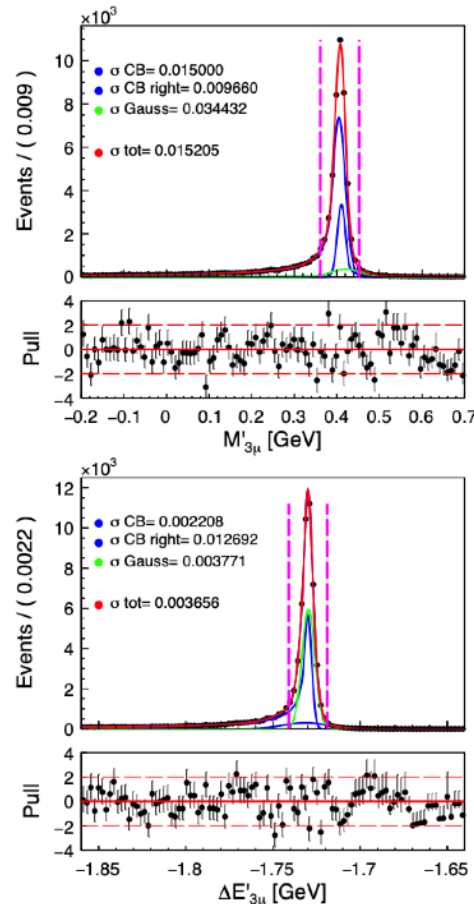 ×10³
σ CB= 0.015000
σ CB right= 0.009660
σ Gauss= 0.034432
σ tot= 0.015205
Events / ( 0.009 )
10
8
6
4
2
0
Pull
4
2
0
−2
−4
−0.2 −0.1 0 0.1 0.2 0.3 0.4 0.5 0.6 0.7
M'3μ [GeV]
×10³
σ CB= 0.002208
σ CB right= 0.012692
σ Gauss= 0.003771
σ tot= 0.003656
Events / ( 0.0022 )
12
10
8
6
4
2
0
Pull
4
2
0
−2
−4
−1.85 −1.8 −1.75 −1.7 −1.65
ΔE'3μ [GeV]